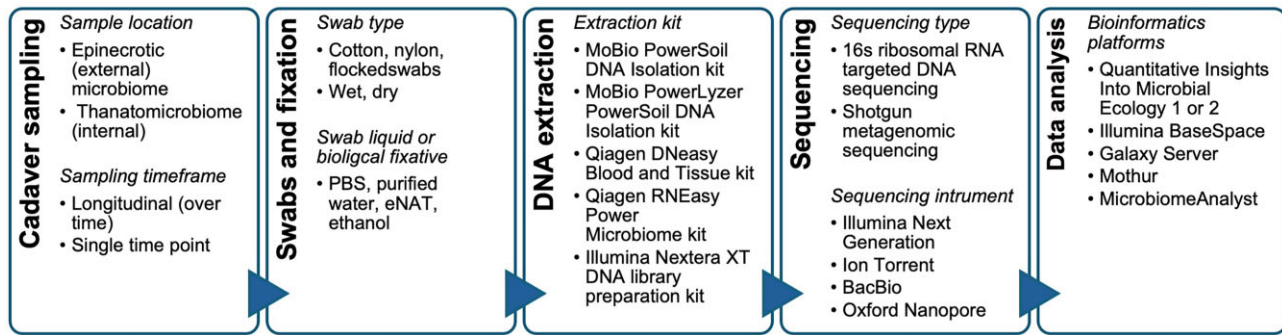 Cadaver sampling
Sample location
• Epinecrotic
(external)
microbiome
• Thanatomicrobiome
(internal)
Sampling timeframe
• Longitudinal (over
time)
• Single time point
Swabs and fixation
Swab type
• Cotton, nylon,
flockedswabs
• Wet, dry
Swab liquid or
bioligcal fixative
• PBS, purified
water, eNAT,
ethanol
DNA extraction
Extraction kit
• MoBio PowerSoil
DNA Isolation kit
• MoBio PowerLyzer
PowerSoil DNA
Isolation kit
• Qiagen DNeasy
Blood and Tissue kit
• Qiagen RNEasy
Power
Microbiome kit
• Illumina Nextera XT
DNA library
preparation kit
Sequencing
Sequencing type
• 16s ribosomal RNA
targeted DNA
sequencing
• Shotgun
metagenomic
sequencing
Sequencing intrument
• Illumina Next
Generation
• Ion Torrent
• BacBio
• Oxford Nanopore
Data analysis
Bioinformatics
platforms
• Quantitative Insights
Into Microbial
Ecology 1 or 2
• Illumina BaseSpace
• Galaxy Server
• Mothur
• MicrobiomeAnalyst